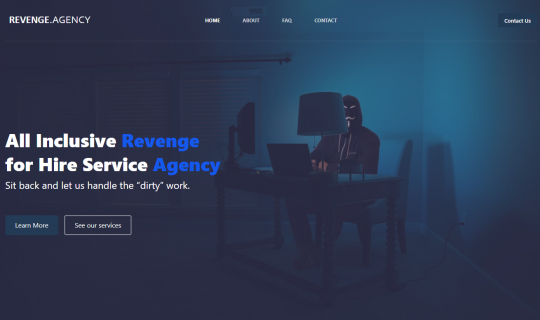 REVENGE.AGENCY
HOME ABOUT FAQ CONTACT
Contact Us
All Inclusive Revenge
for Hire Service Agency
Sit back and let us handle the “dirty” work.
Learn More
See our services